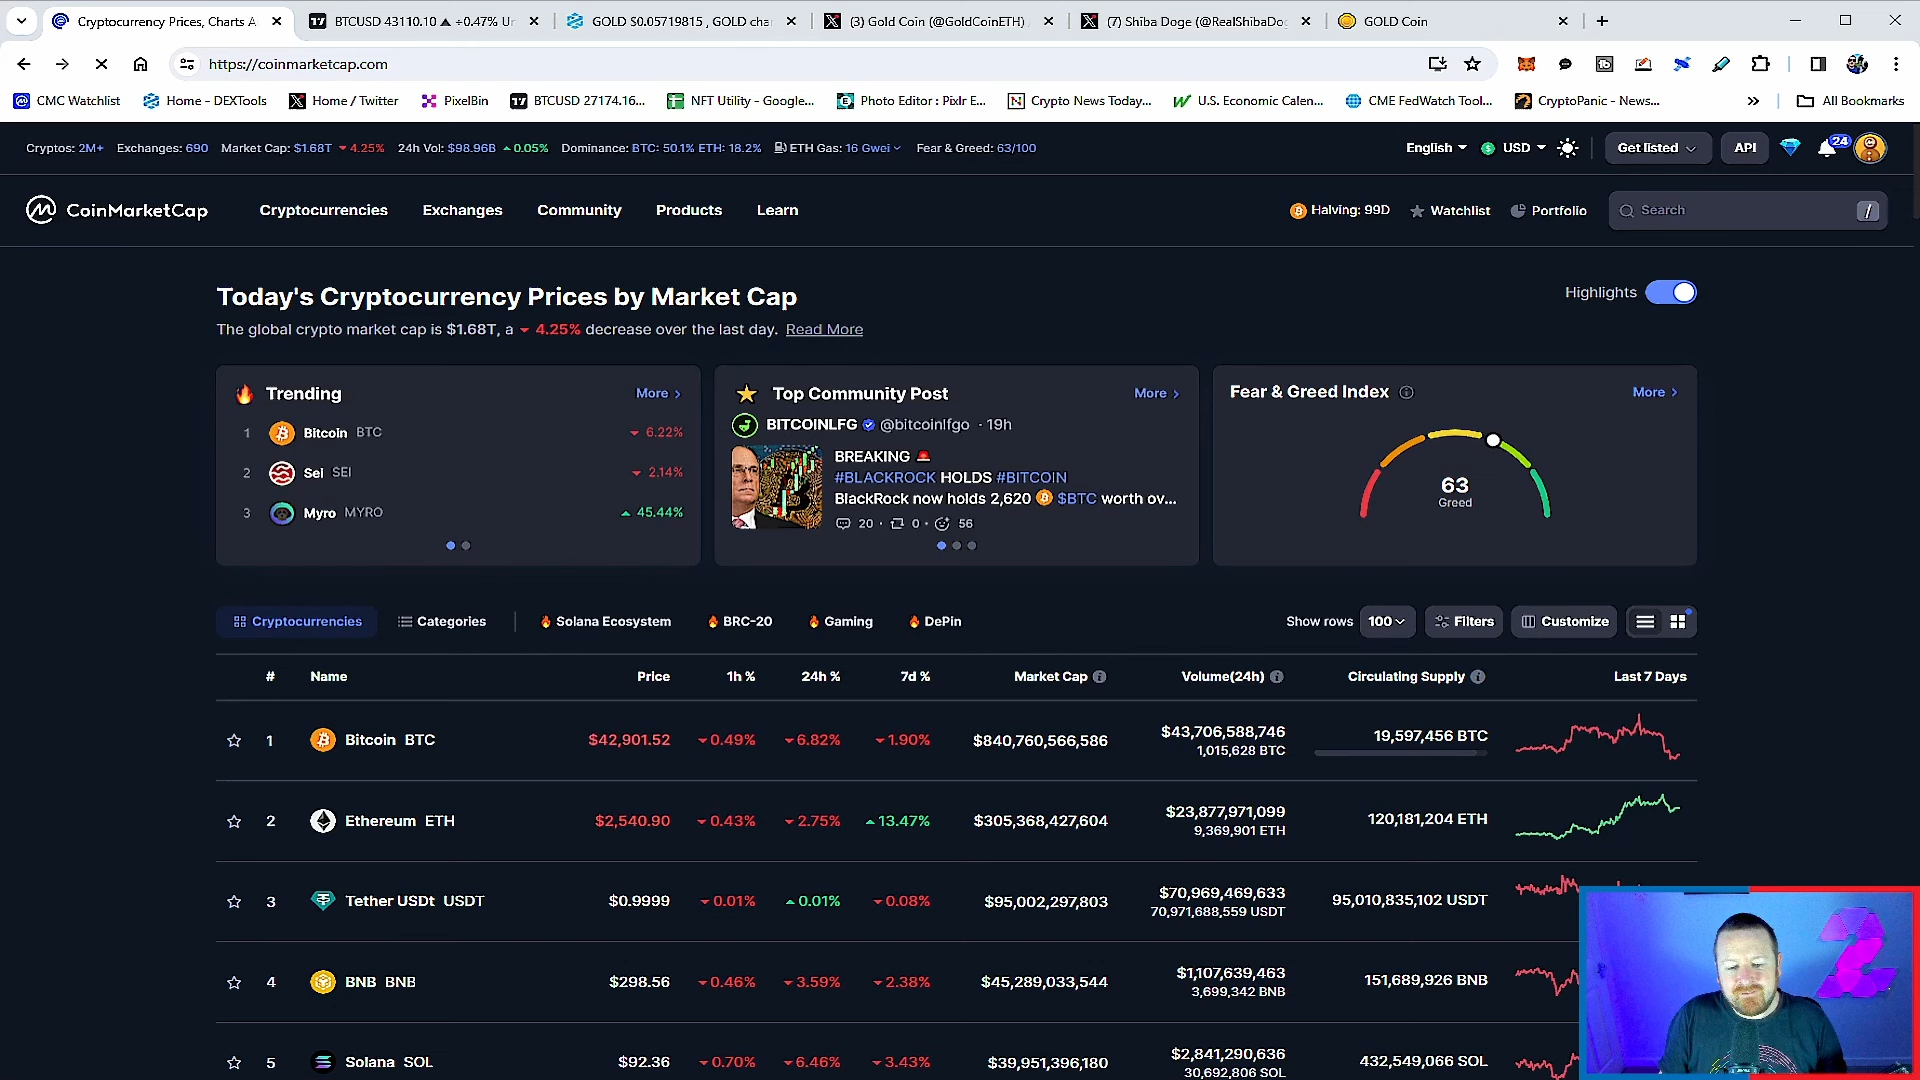 Cryptocurrency Prices, Charts A
BTCUSD 43110.10 ▲ +0.47% Un
GOLD $0.05719815 , GOLD cha
(3) Gold Coin (@GoldCoinETH)
(7) Shiba Doge (@RealShibaDo
GOLD Coin
https://coinmarketcap.com
CMC Watchlist
Home - DEXTools
Home / Twitter
PixelBin
BTCUSD 27174.16...
NFT Utility - Google...
Photo Editor : Pixlr E...
Crypto News Today...
U.S. Economic Calen...
CME FedWatch Tool...
CryptoPanic - News...
All Bookmarks
Cryptos: 2M+ Exchanges: 690 Market Cap: $1.68T 4.25% 24h Vol: $98.96B 0.05% Dominance: BTC: 50.1% ETH: 18.2% ETH Gas: 16 Gwei Fear & Greed: 63/100
English USD Get listed API 24
CoinMarketCap
Cryptocurrencies Exchanges Community Products Learn
Halving: 99D Watchlist Portfolio Search /
Today's Cryptocurrency Prices by Market Cap
Highlights
The global crypto market cap is $1.68T, a 4.25% decrease over the last day. Read More
Trending More
1 Bitcoin BTC 6.22%
2 Sei SEI 2.14%
3 Myro MYRO 45.44%
Top Community Post More
BITCOINLFG @bitcoinlfgo · 19h
BREAKING
#BLACKROCK HOLDS #BITCOIN
BlackRock now holds 2,620 $BTC worth ov...
20 · 0 · 56
Fear & Greed Index More
63
Greed
Cryptocurrencies Categories Solana Ecosystem BRC-20 Gaming DePin
Show rows 100 Filters Customize
# Name Price 1h % 24h % 7d % Market Cap Volume(24h) Circulating Supply Last 7 Days
1 Bitcoin BTC $42,901.52 0.49% 6.82% 1.90% $840,760,566,586 $43,706,588,746 19,597,456 BTC
1,015,628 BTC
2 Ethereum ETH $2,540.90 0.43% 2.75% 13.47% $305,368,427,604 $23,877,971,099 120,181,204 ETH
9,369,901 ETH
3 Tether USDt USDT $0.9999 0.01% 0.01% 0.08% $95,002,297,803 $70,969,469,633 95,010,835,102 USDT
70,971,688,559 USDT
4 BNB BNB $298.56 0.46% 3.59% 2.38% $45,289,033,544 $1,107,639,463 151,689,926 BNB
3,699,342 BNB
5 Solana SOL $92.36 0.70% 6.46% 3.43% $39,951,396,180 $2,841,290,636 432,549,066 SOL
30,692,806 SOL